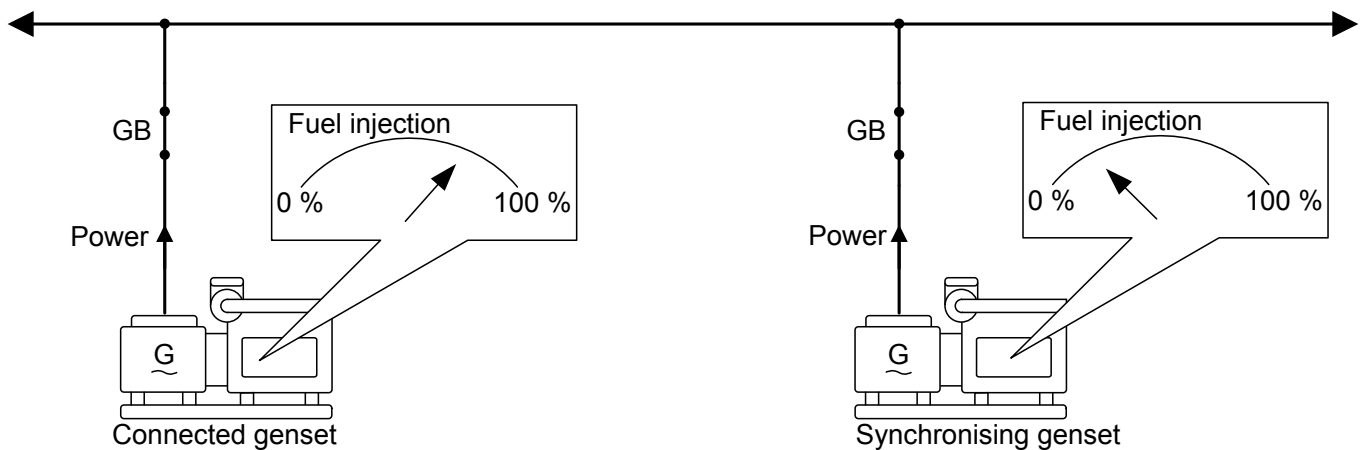 Fuel injection
0 %
100 %
GB
Power
G
Connected genset
Fuel injection
0 %
100 %
GB
Power
G
Synchronising genset